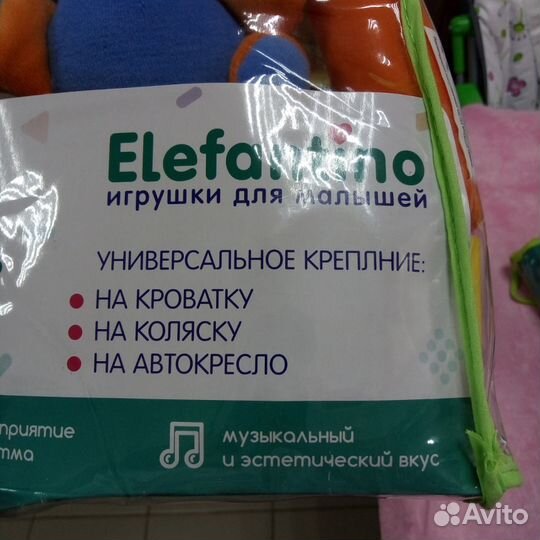 Elefantino
игрушки для малышей
УНИВЕРСАЛЬНОЕ КРЕПЛНИЕ:
• НА КРОВАТКУ
• НА КОЛЯСКУ
• НА АВТОКРЕСЛО
музыкальный
и эстетический вкус
Avito